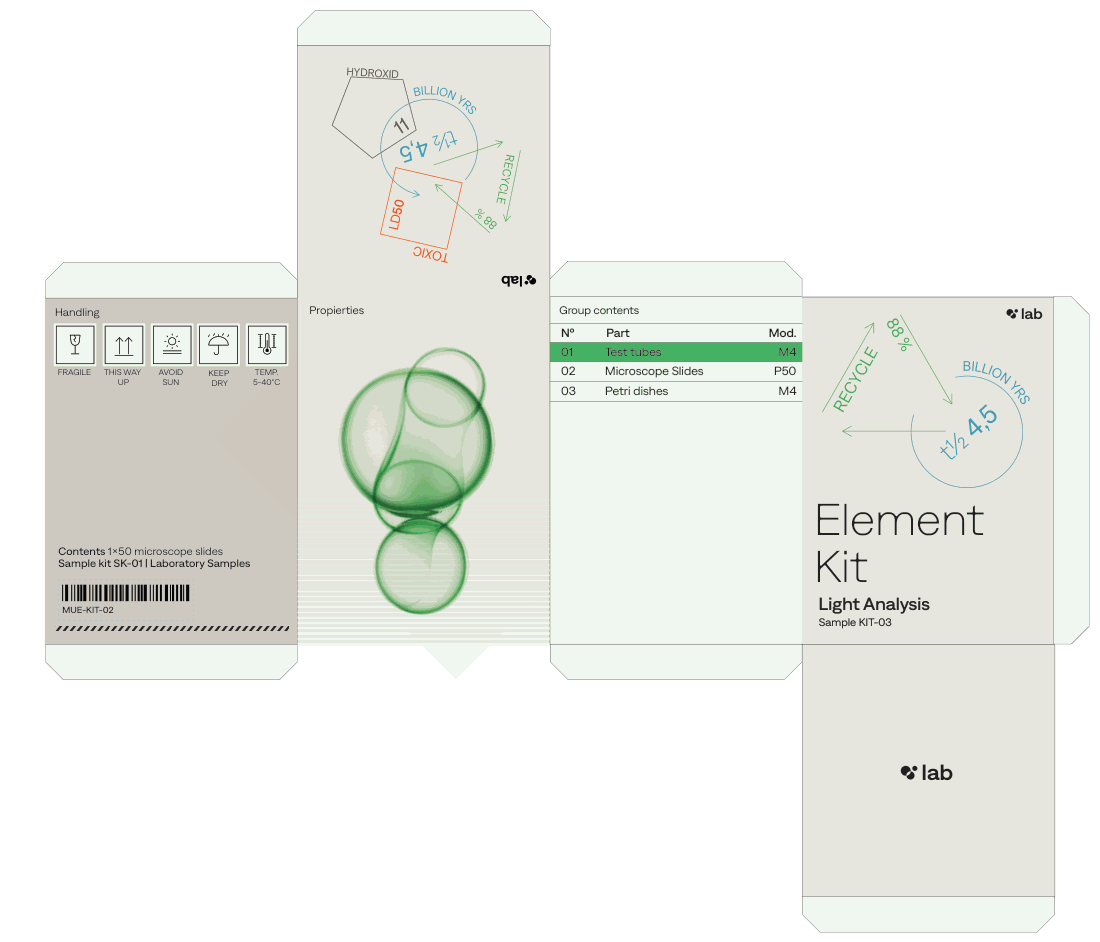 HYDROXID
11
BILLION YRS
t½ 4,5
RECYCLE
88 %
LD50
TOXIC
lab
Handling
FRAGILE
THIS WAY
UP
AVOID
SUN
KEEP
DRY
TEMP.
5-40°C
Contents 1×50 microscope slides
Sample kit SK-01 | Laboratory Samples
MUE-KIT-02
Propierties
Group contents
Nº Part Mod.
01 Test tubes M4
02 Microscope Slides P50
03 Petri dishes M4
lab
RECYCLE
88 %
BILLION YRS
t½ 4,5
Element
Kit
Light Analysis
Sample KIT-03
lab